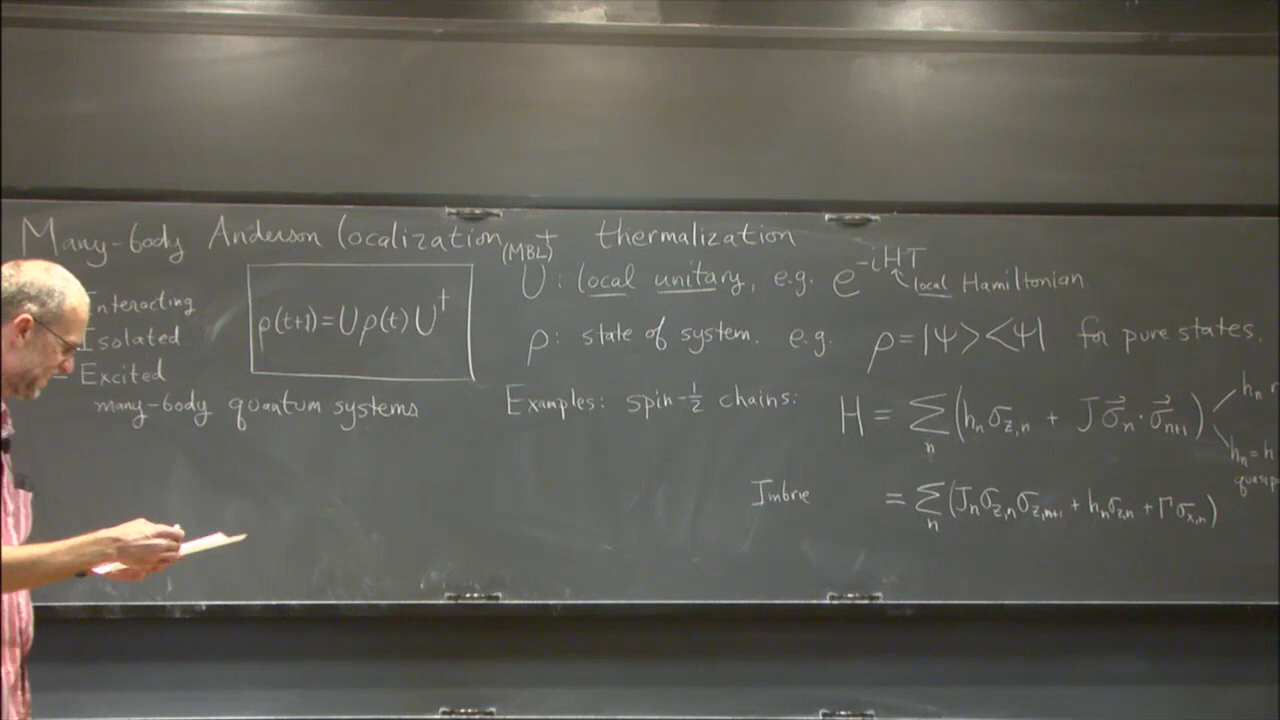 Many-body Anderson localization (MBL) + thermalization
Interacting
Isolated
- Excited
many-body quantum systems
ρ(t+1)=Uρ(t)U†
U: local unitary, e.g. e^{-iHT}
local Hamiltonian
ρ: state of system. e.g. ρ=|Ψ><Ψ| for pure states.
Examples: spin-1/2 chains: H = Σ_n (h_n σ_{z,n} + J σ⃗_n · σ⃗_{n+1})
h_n
h_n = h
Imbrie = Σ_n (J_n σ_{z,n} σ_{z,n+1} + h_n σ_{z,n} + Γ σ_{x,n})